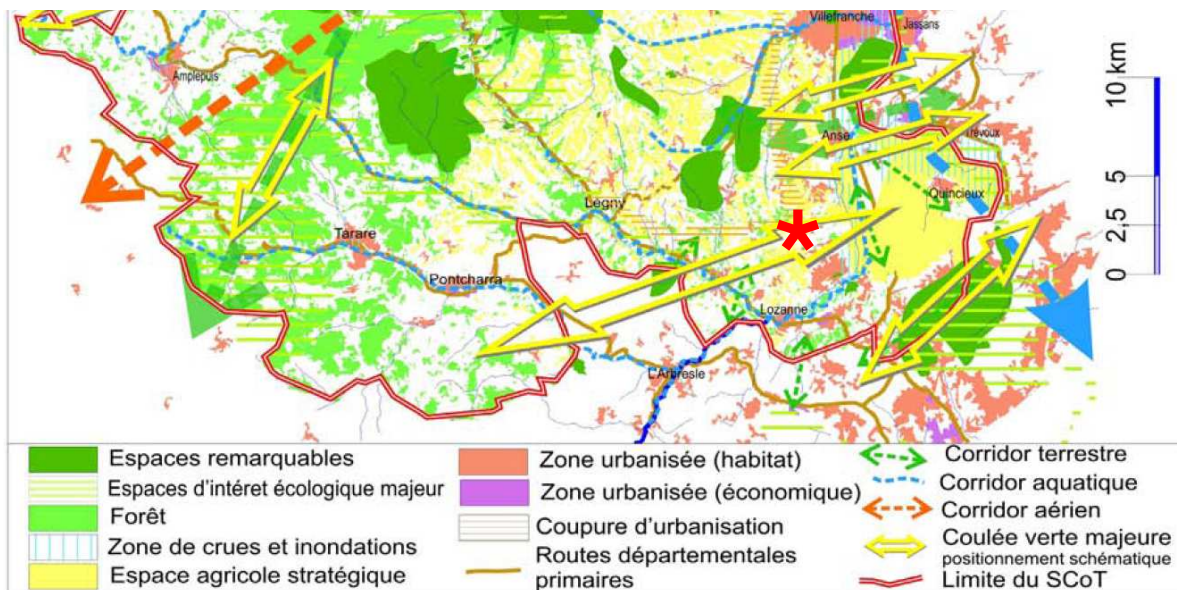 Villefranche
Jassans
Amplepuis
Anse
Trévoux
Quincieux
Légny
Tarare
Pontcharra
Lozanne
L'Arbresle
10 km
5
2,5
0
Espaces remarquables
Espaces d'intéret écologique majeur
Forêt
Zone de crues et inondations
Espace agricole stratégique
Zone urbanisée (habitat)
Zone urbanisée (économique)
Coupure d'urbanisation
Routes départementales
primaires
Corridor terrestre
Corridor aquatique
Corridor aérien
Coulée verte majeure
positionnement schématique
Limite du SCoT